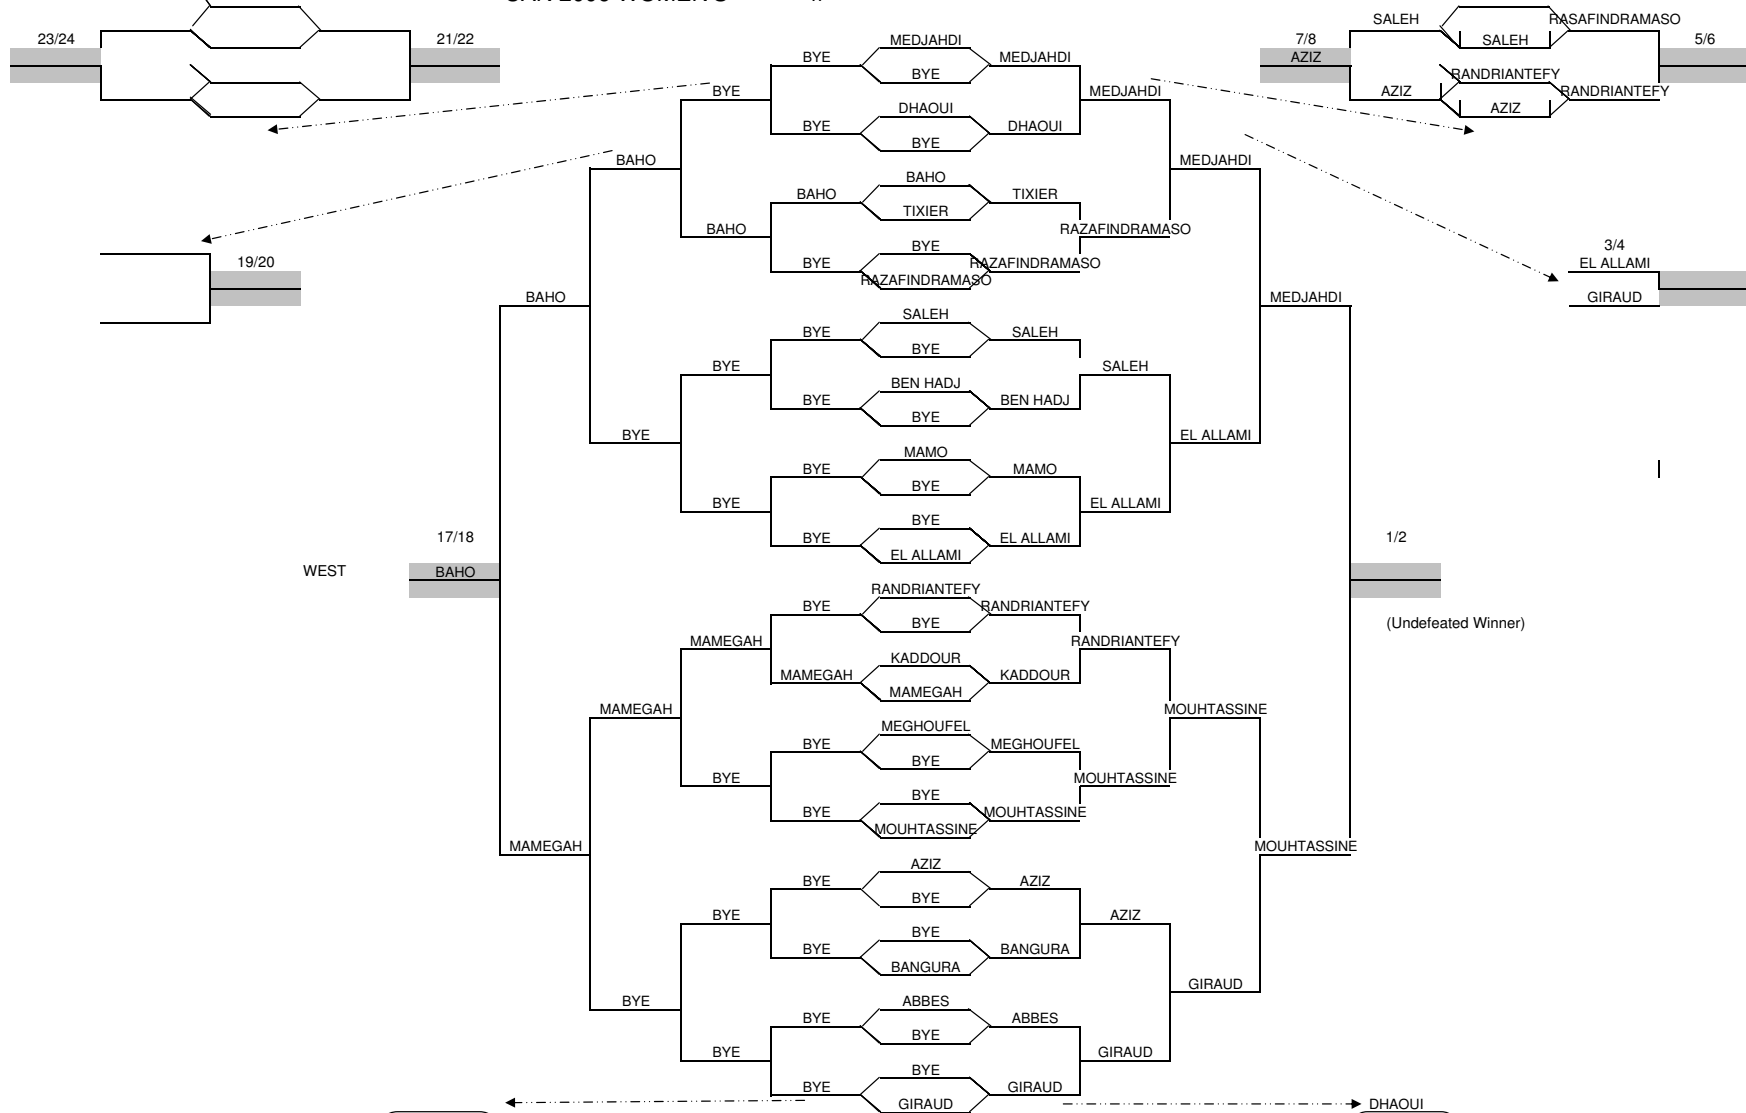 23/24
21/22
BYE
MEDJAHDI
BYE
MEDJAHDI
BYE
DHAOUI
BYE
DHAOUI
BYE
MEDJAHDI
7/8
AZIZ
SALEH
RASAFINDRAMASO
SALEH
5/6
RANDRIANTEFY
AZIZ
AZIZ
RANDRIANTEFY
BAHO
BAHO
BAHO
TIXIER
TIXIER
BAHO
RAZAFINDRAMASO
BYE
BYE
RAZAFINDRAMASO
RAZAFINDRAMASO
MEDJAHDI
19/20
3/4
EL ALLAMI
GIRAUD
BAHO
MEDJAHDI
BYE
SALEH
BYE
SALEH
BYE
SALEH
BYE
BEN HADJ
BYE
BEN HADJ
BYE
EL ALLAMI
BYE
MAMO
BYE
MAMO
BYE
EL ALLAMI
BYE
BYE
EL ALLAMI
EL ALLAMI
17/18
WEST
BAHO
1/2
(Undefeated Winner)
BYE
RANDRIANTEFY
BYE
RANDRIANTEFY
MAMEGAH
RANDRIANTEFY
MAMEGAH
KADDOUR
MAMEGAH
KADDOUR
MAMEGAH
MOUHTASSINE
BYE
MEGHOUFEL
BYE
MEGHOUFEL
BYE
MOUHTASSINE
BYE
BYE
MOUHTASSINE
MOUHTASSINE
MAMEGAH
MOUHTASSINE
BYE
AZIZ
BYE
AZIZ
BYE
AZIZ
BYE
BYE
BANGURA
BANGURA
BYE
GIRAUD
BYE
ABBES
BYE
ABBES
BYE
GIRAUD
BYE
BYE
GIRAUD
GIRAUD
DHAOUI